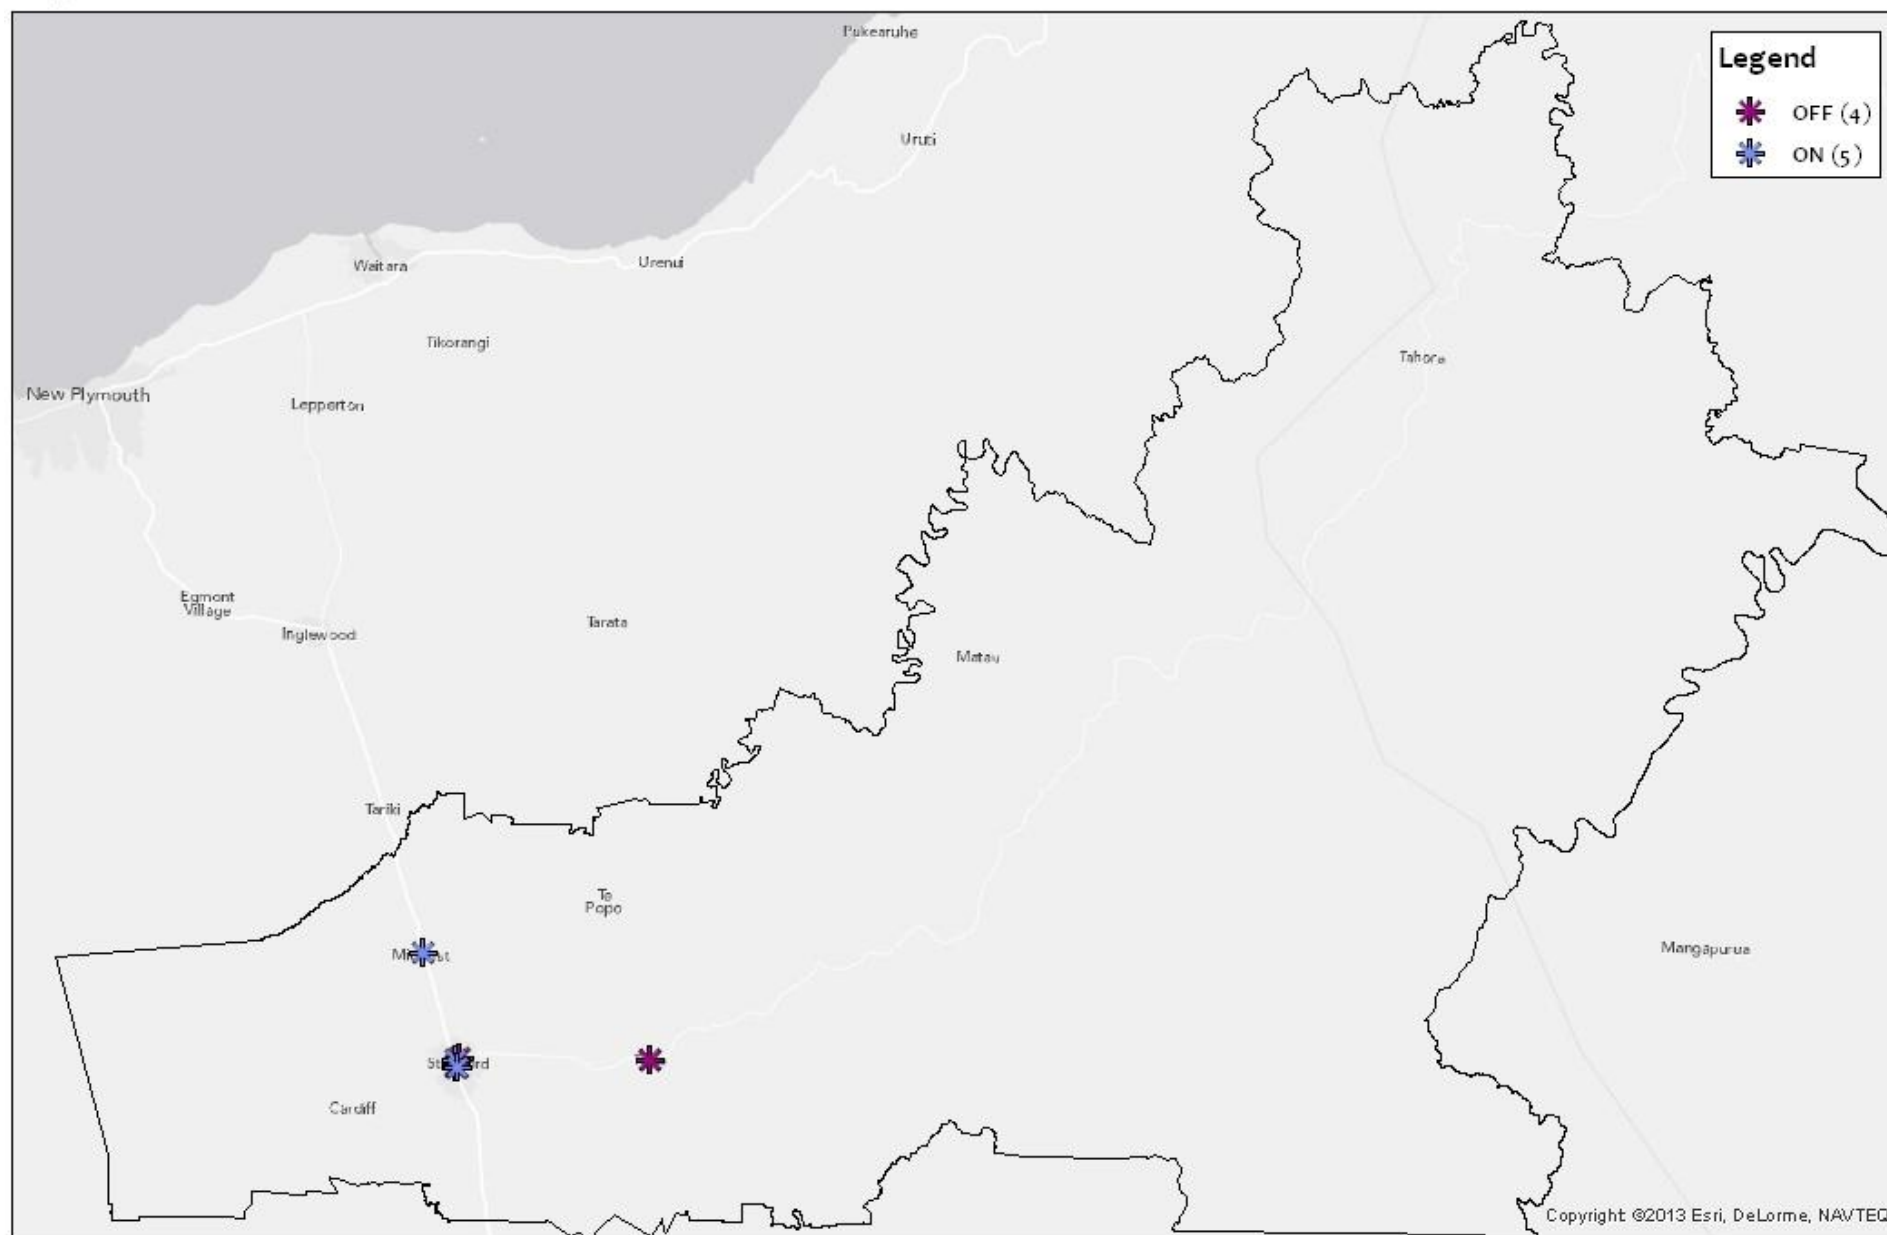 Pukearuhe
Legend
OFF (4)
ON (5)
Uruti
Waitara
Urenui
Tikorangi
Tahora
New Plymouth
Lepperton
Egmont
Village
Inglewood
Tarata
Matau
Tariki
Te
Popo
Mangapurua
Cardiff
Copyright ©2013 Esri, DeLorme, NAVTEQ